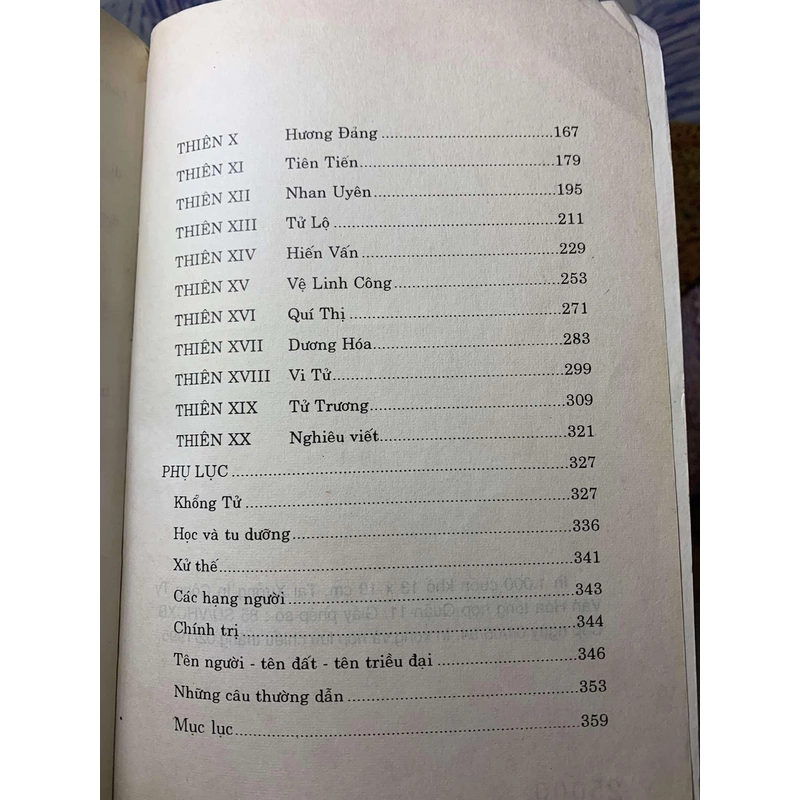 THIÊN X Hương Đảng ..... 167
THIÊN XI Tiên Tiến ..... 179
THIÊN XII Nhan Uyên ..... 195
THIÊN XIII Tử Lộ ..... 211
THIÊN XIV Hiến Vấn ..... 229
THIÊN XV Vệ Linh Công ..... 253
THIÊN XVI Quí Thị ..... 271
THIÊN XVII Dương Hóa ..... 283
THIÊN XVIII Vi Tử ..... 299
THIÊN XIX Tử Trương ..... 309
THIÊN XX Nghiêu viết ..... 321
PHỤ LỤC ..... 327
Khổng Tử ..... 327
Học và tu dưỡng ..... 336
Xử thế ..... 341
Các hạng người ..... 343
Chính trị ..... 344
Tên người - tên đất - tên triều đại ..... 346
Những câu thường dẫn ..... 353
Mục lục ..... 359